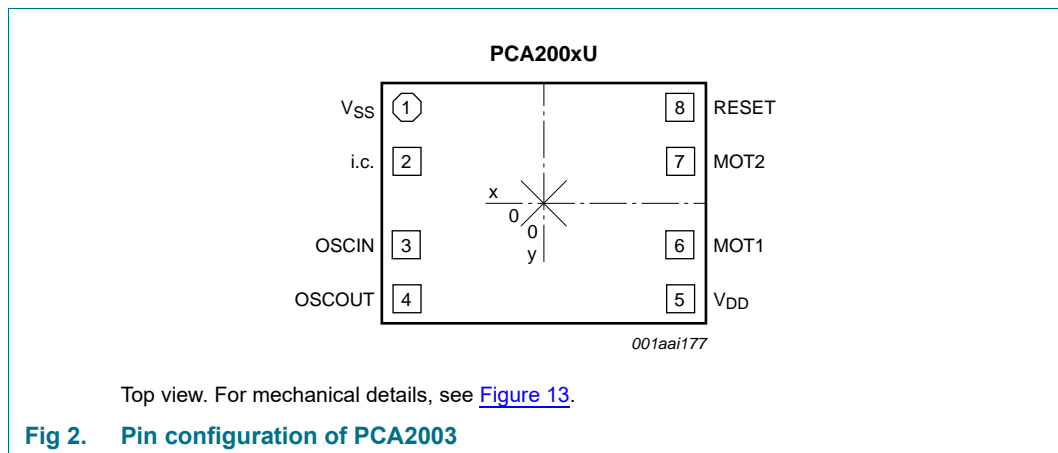 PCA200xU
VSS 1 8 RESET
i.c. 2 7 MOT2
x
0
0
y
OSCIN 3 6 MOT1
OSCOUT 4 5 VDD
001aai177
Top view. For mechanical details, see Figure 13.
Fig 2. Pin configuration of PCA2003